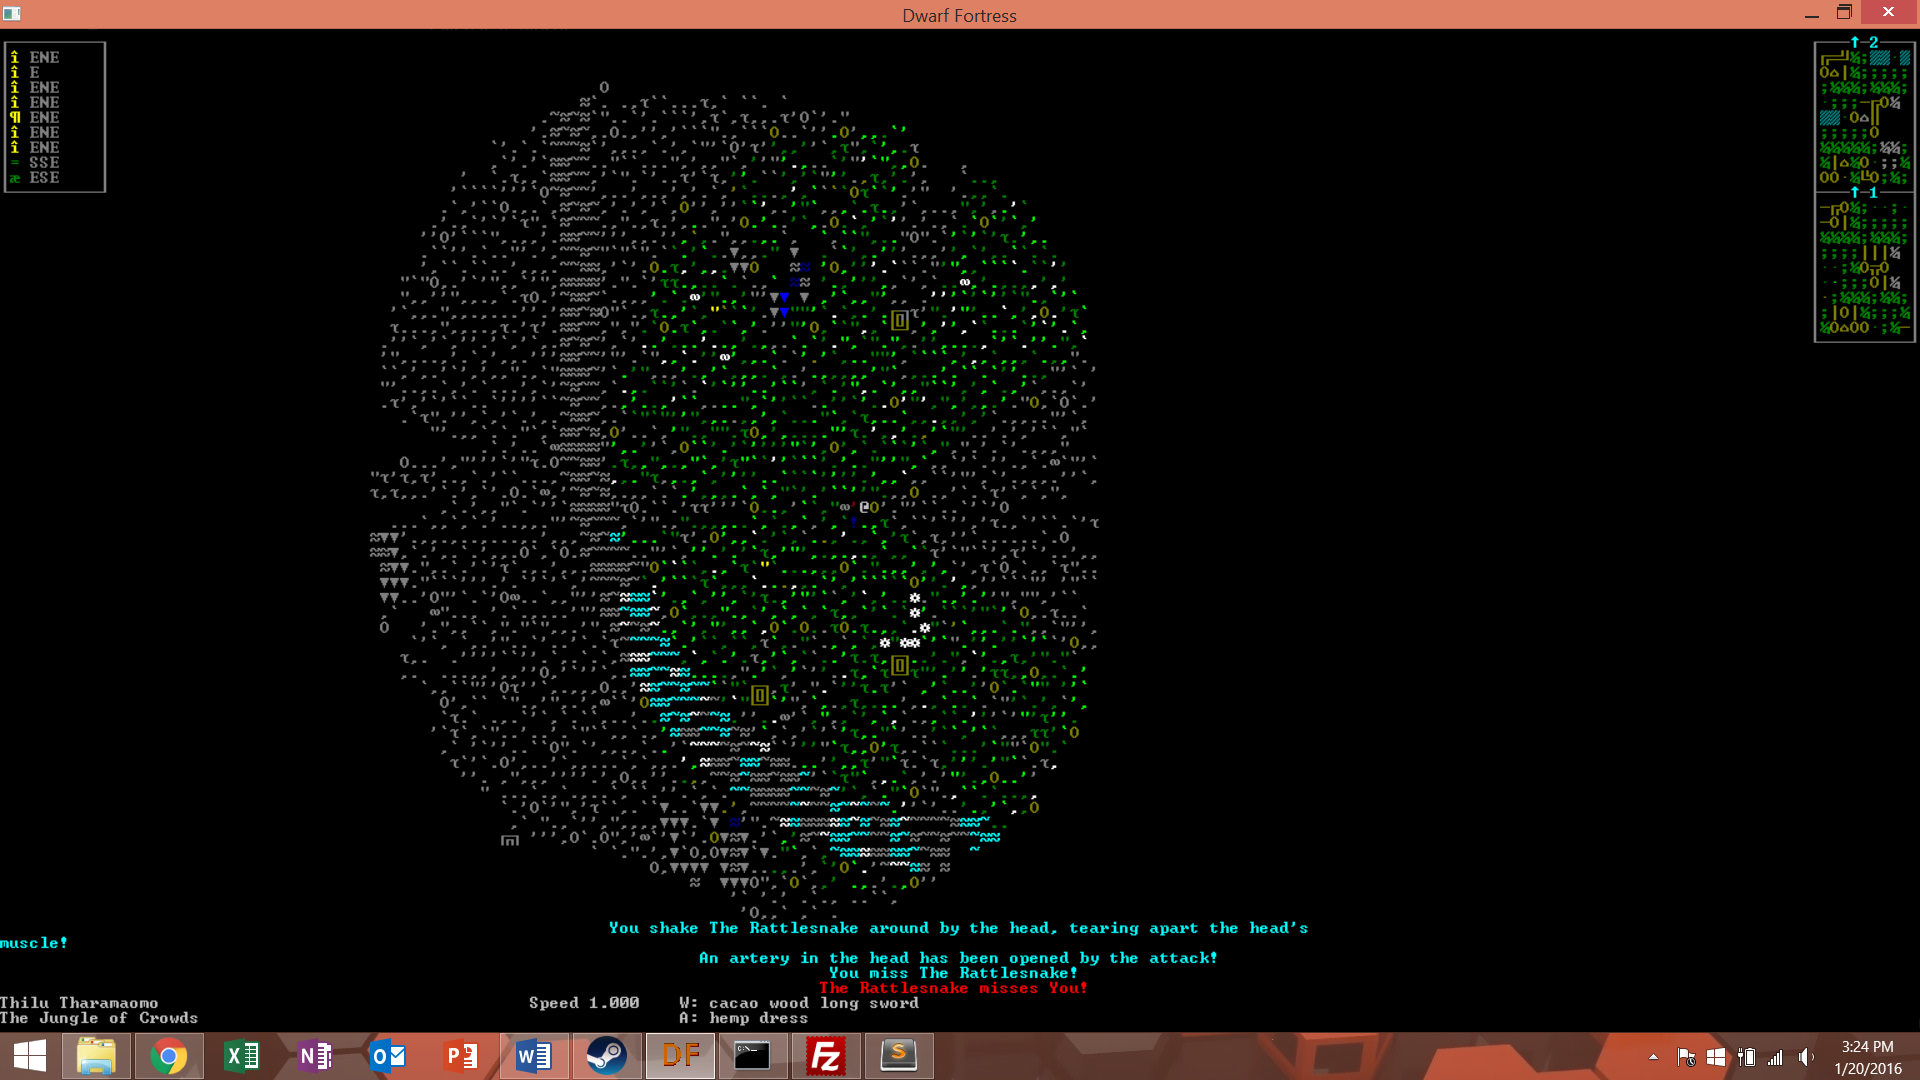 Dwarf Fortress
ENE
E
ENE
ENE
ENE
ENE
ENE
SSE
ESE
2
1
You shake The Rattlesnake around by the head, tearing apart the head's
muscle!
An artery in the head has been opened by the attack!
You miss The Rattlesnake!
The Rattlesnake misses You!
Thilu Tharamaomo
Speed 1.000
W: cacao wood long sword
The Jungle of Crowds
A: hemp dress
DF
3:24 PM
1/20/2016